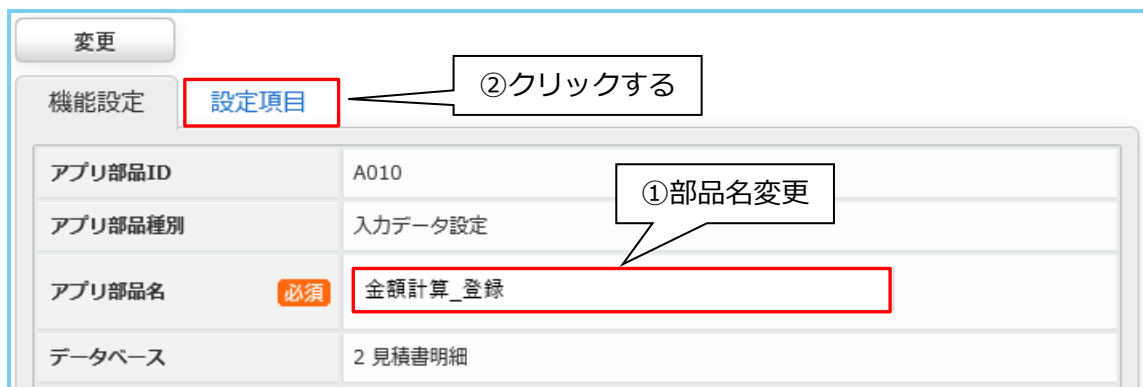 変更
②クリックする
機能設定 設定項目
アプリ部品ID A010
①部品名変更
アプリ部品種別 入力データ設定
アプリ部品名 必須 金額計算_登録
データベース 2 見積書明細